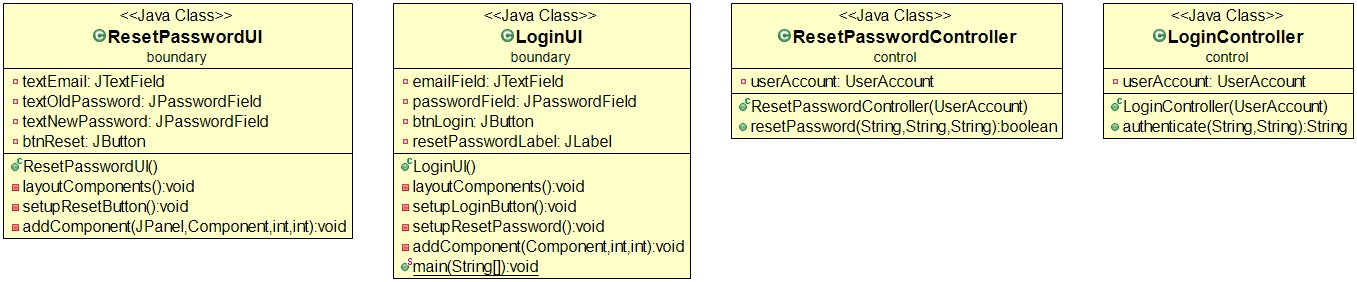 <<Java Class>>
ResetPasswordUI
boundary
textEmail: JTextField
textOldPassword: JPasswordField
textNewPassword: JPasswordField
btnReset: JButton
ResetPasswordUI()
layoutComponents():void
setupResetButton():void
addComponent(JPanel,Component,int,int):void
<<Java Class>>
LoginUI
boundary
emailField: JTextField
passwordField: JPasswordField
btnLogin: JButton
resetPasswordLabel: JLabel
LoginUI()
layoutComponents():void
setupLoginButton():void
setupResetPassword():void
addComponent(Component,int,int):void
main(String[]):void
<<Java Class>>
ResetPasswordController
control
userAccount: UserAccount
ResetPasswordController(UserAccount)
resetPassword(String,String,String):boolean
<<Java Class>>
LoginController
control
userAccount: UserAccount
LoginController(UserAccount)
authenticate(String,String):String